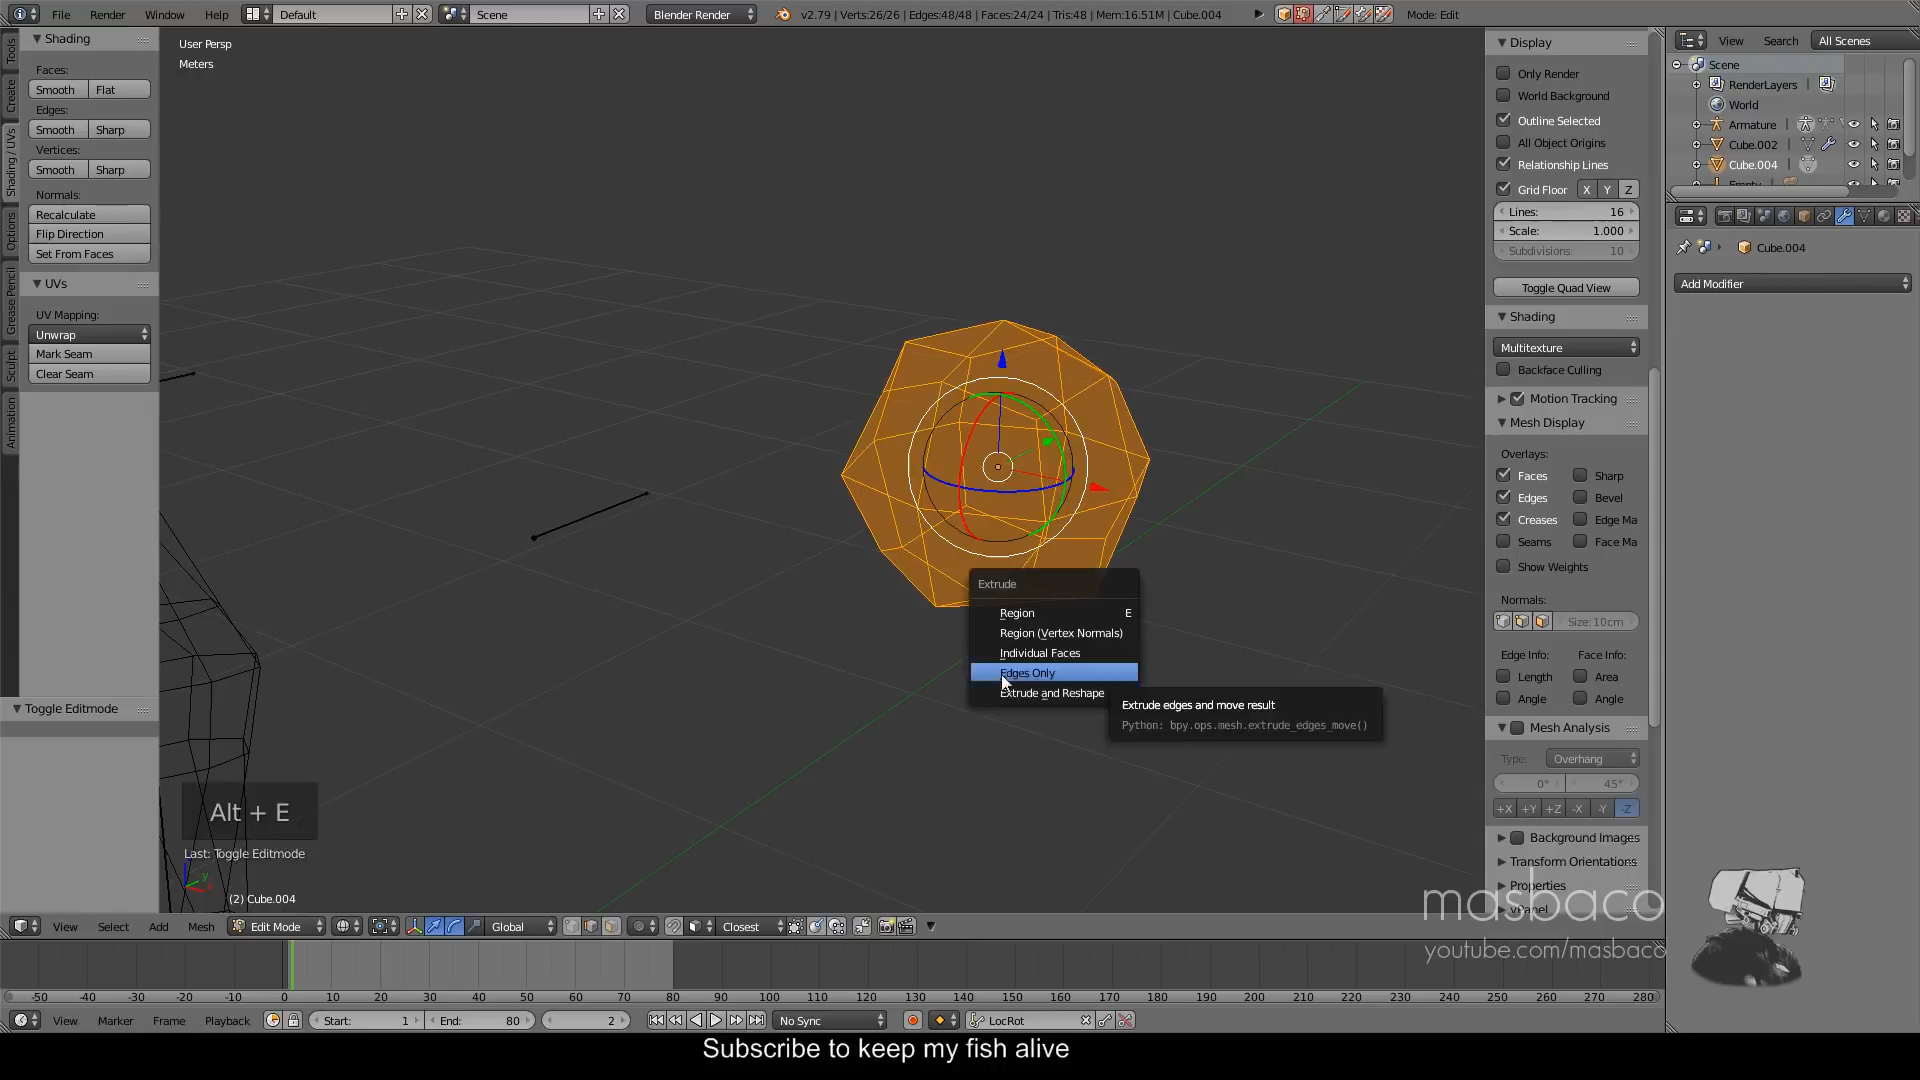 File Render Window Help Default Scene Blender Render v2.79 | Verts:26/26 | Edges:48/48 | Faces:24/24 | Tris:48 | Mem:16.51M | Cube.004 Mode: Edit
Shading
Faces:
Smooth Flat
Edges:
Smooth Sharp
Vertices:
Smooth Sharp
Normals:
Recalculate
Flip Direction
Set From Faces
UVs
UV Mapping:
Unwrap
Mark Seam
Clear Seam
Toggle Editmode
Tools
Create
Shading / UVs
Options
Grease Pencil
Sculpt
Animation
User Persp
Meters
Extrude
Region E
Region (Vertex Normals)
Individual Faces
Edges Only
Extrude and Reshape
Extrude edges and move result
Python: bpy.ops.mesh.extrude_edges_move()
Alt + E
Last: Toggle Editmode
(2) Cube.004
Display
Only Render
World Background
Outline Selected
All Object Origins
Relationship Lines
Grid Floor X Y Z
Lines: 16
Scale: 1.000
Subdivisions: 10
Toggle Quad View
Shading
Multitexture
Backface Culling
Motion Tracking
Mesh Display
Overlays:
Faces Sharp
Edges Bevel
Creases Edge Ma
Seams Face Ma
Show Weights
Normals:
Size: 10cm
Edge Info: Face Info:
Length Area
Angle Angle
Mesh Analysis
Type: Overhang
0° 45°
+X +Y +Z -X -Y -Z
Background Images
Transform Orientations
Properties
View Search All Scenes
Scene
RenderLayers
World
Armature
Cube.002
Cube.004
Empty
Cube.004
Add Modifier
masbaco
youtube.com/masbaco
View Select Add Mesh Edit Mode Global Closest
-50 -40 -30 -20 -10 0 10 20 30 40 50 60 70 80 90 100 110 120 130 140 150 160 170 180 190 200 210 220 230 240 250 260 270 280
View Marker Frame Playback Start: 1 End: 80 2 No Sync LocRot
Subscribe to keep my fish alive